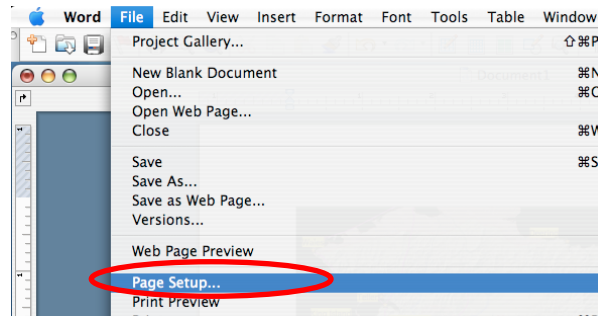 Word File Edit View Insert Format Font Tools Table Window
Project Gallery... ⇧⌘P
New Blank Document ⌘N
Open... ⌘O
Open Web Page...
Close ⌘W
Save ⌘S
Save As...
Save as Web Page...
Versions...
Web Page Preview
Page Setup...
Print Preview